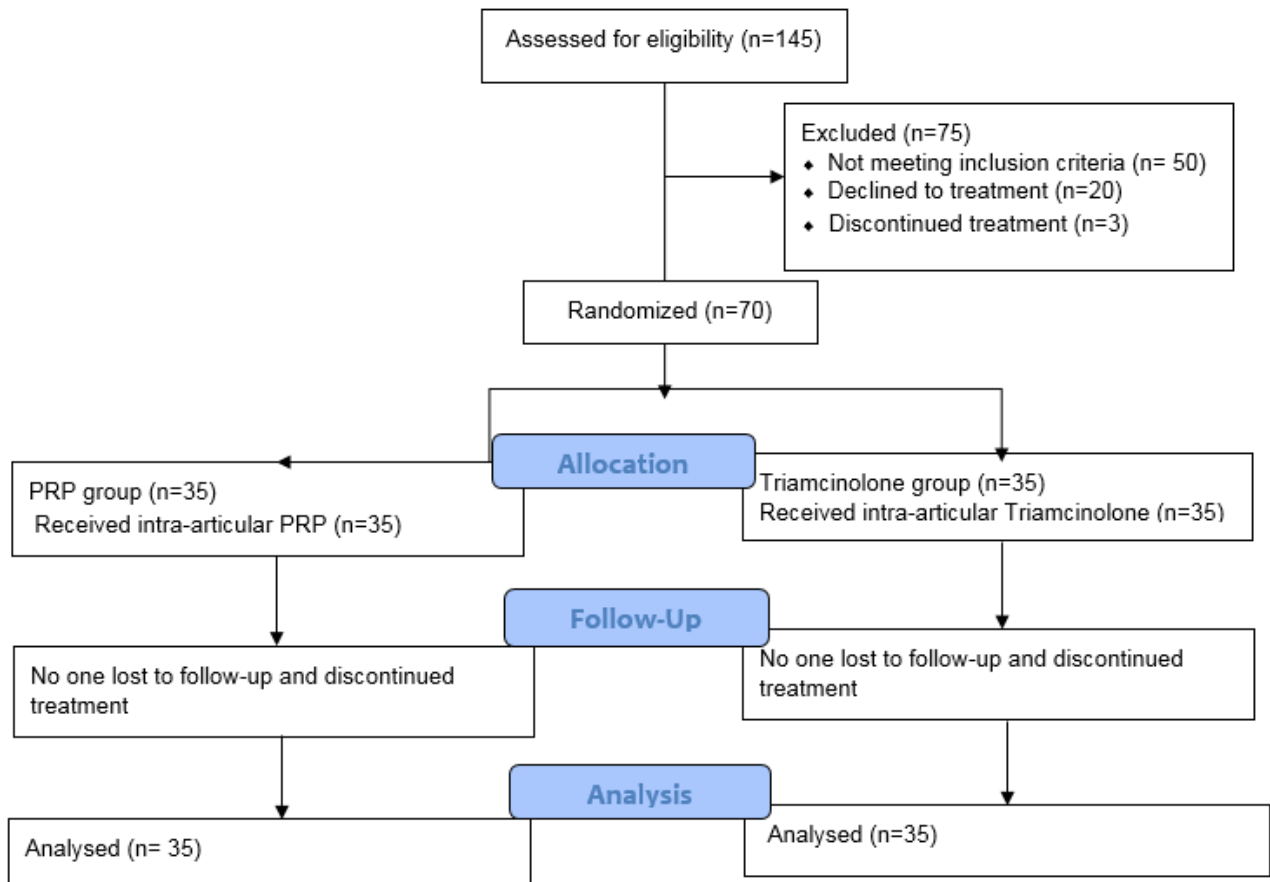 Assessed for eligibility (n=145)
Excluded (n=75)
⬥ Not meeting inclusion criteria (n= 50)
⬥ Declined to treatment (n=20)
⬥ Discontinued treatment (n=3)
Randomized (n=70)
Allocation
PRP group (n=35)
Received intra-articular PRP (n=35)
Triamcinolone group (n=35)
Received intra-articular Triamcinolone (n=35)
Follow-Up
No one lost to follow-up and discontinued
treatment
No one lost to follow-up and discontinued
treatment
Analysis
Analysed (n= 35)
Analysed (n=35)